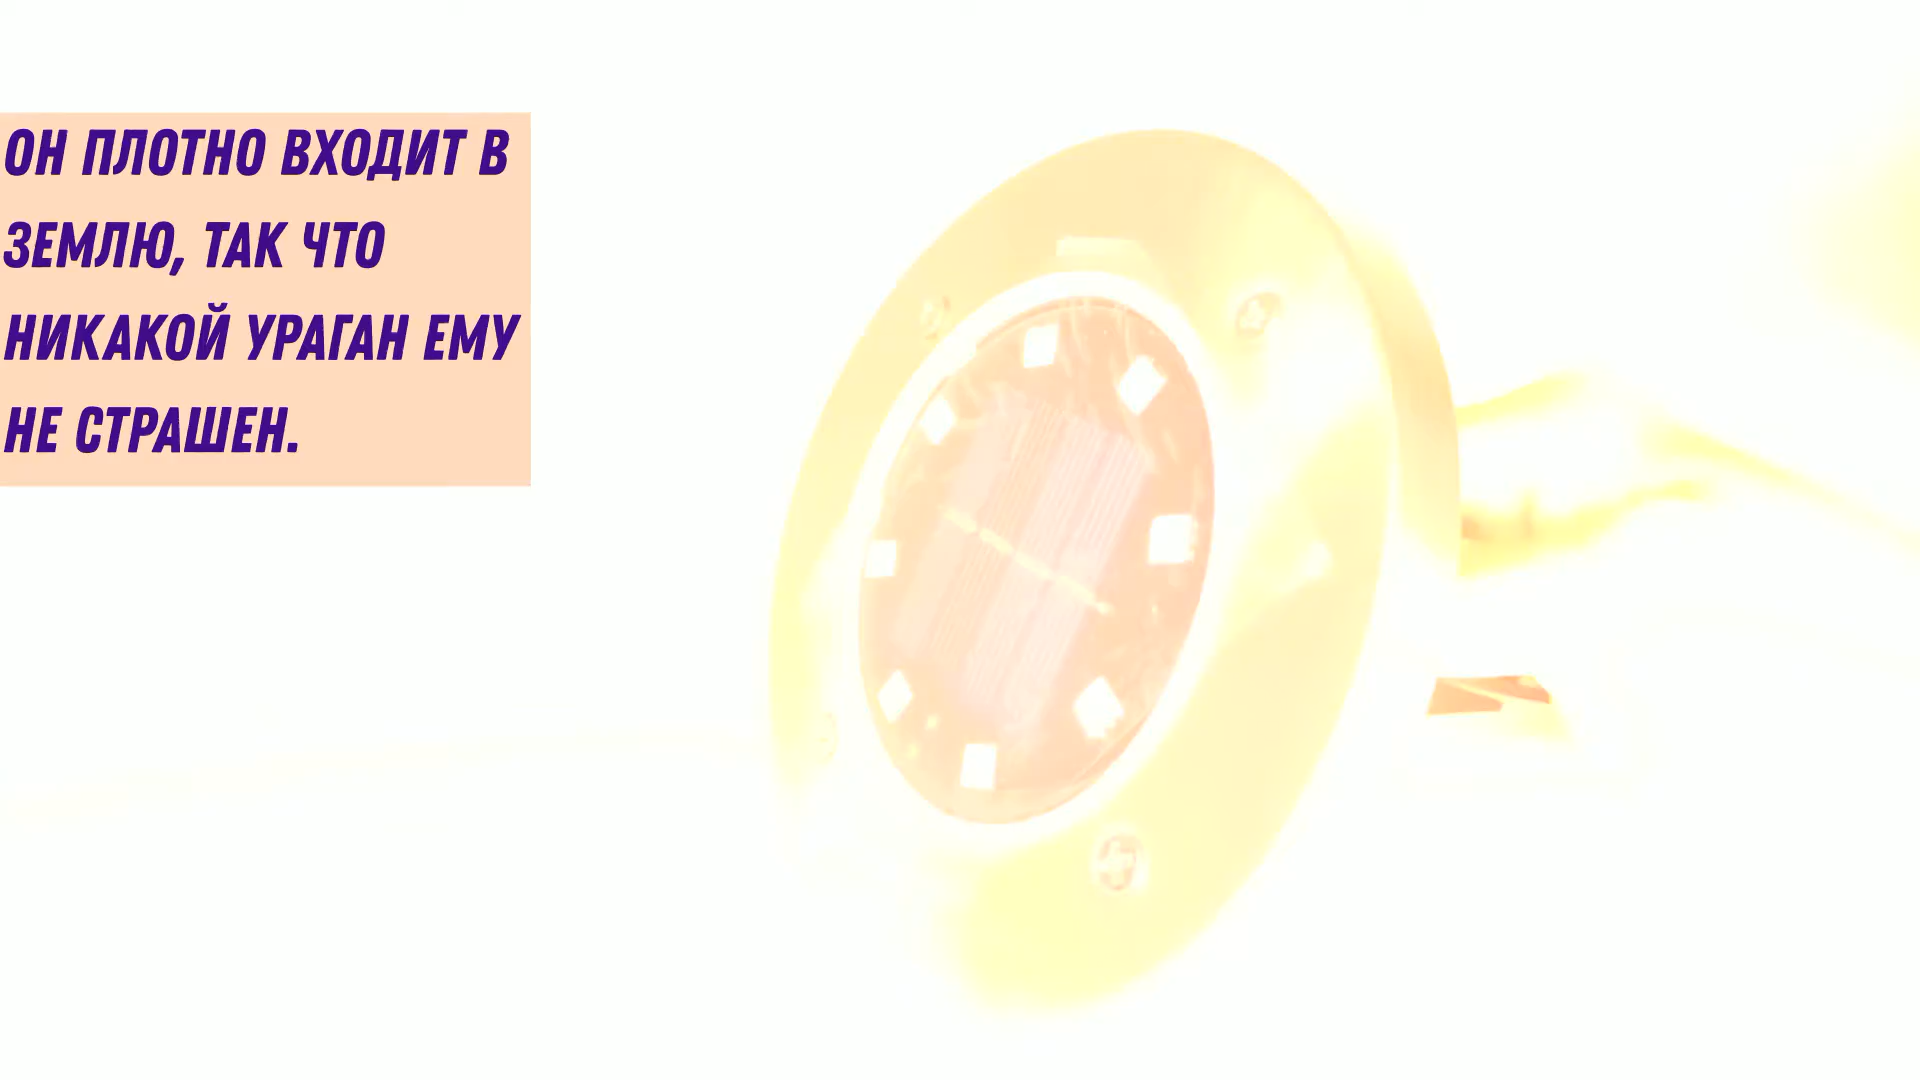 ОН ПЛОТНО ВХОДИТ В
ЗЕМЛЮ, ТАК ЧТО
НИКАКОЙ УРАГАН ЕМУ
НЕ СТРАШЕН.